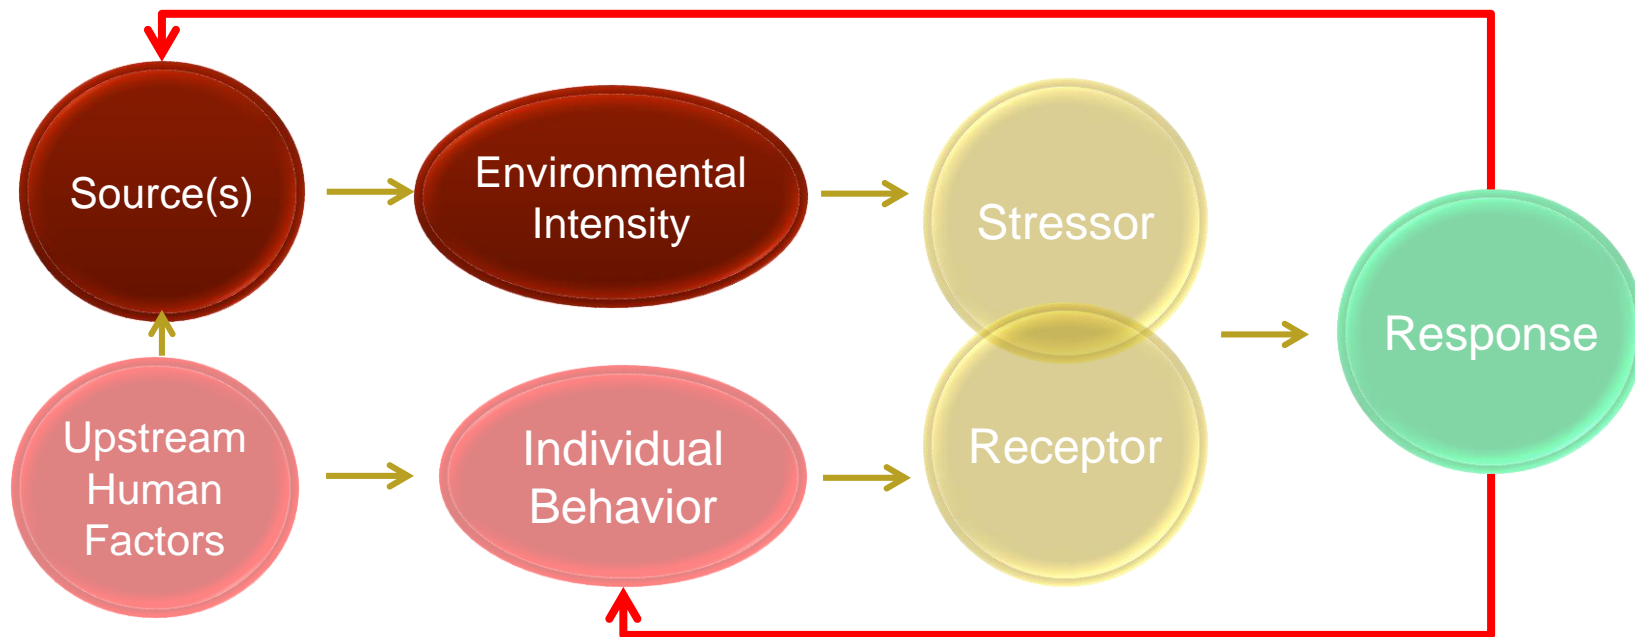 Source(s)
Environmental
Intensity
Stressor
Response
Upstream
Human
Factors
Individual
Behavior
Receptor